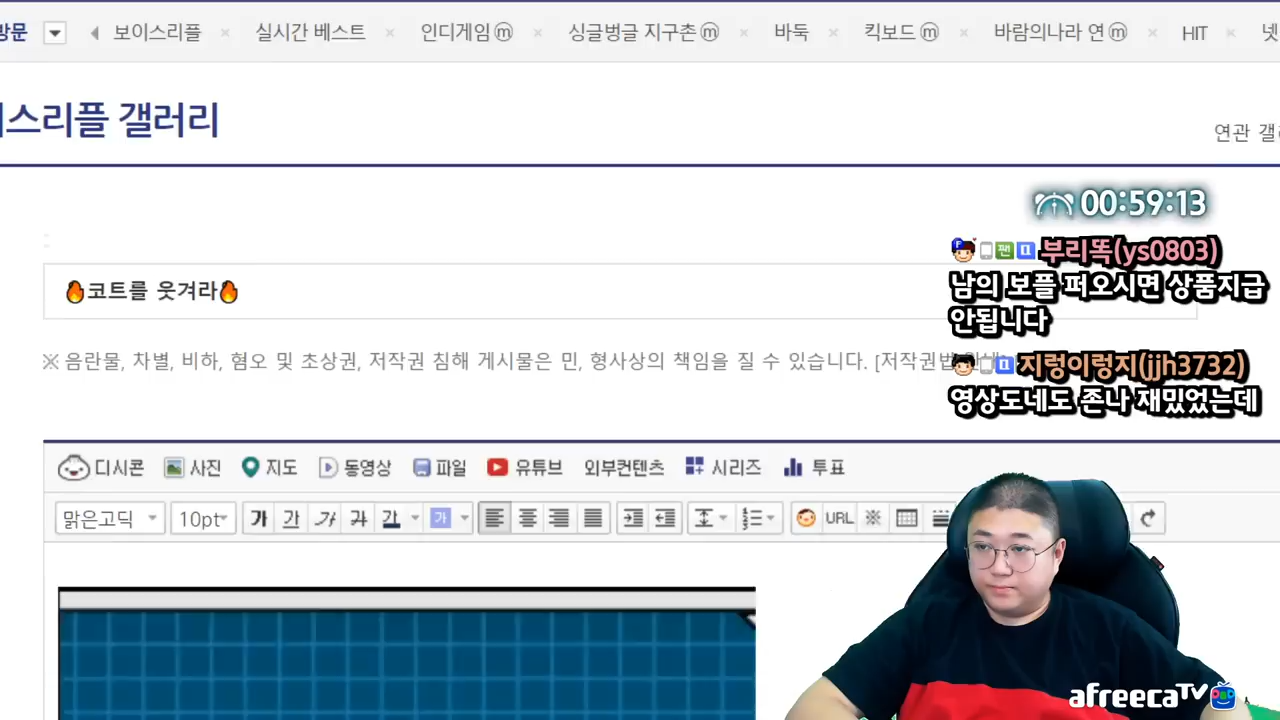 방문 보이스리플 × 실시간 베스트 × 인디게임 ⓜ × 싱글벙글 지구촌 ⓜ × 바둑 × 킥보드 ⓜ × 바람의나라 연 ⓜ × HIT × 넷
스리플 갤러리
연관 갤
00:59:13
부리똑(ys0803)
남의 보플 퍼오시면 상품지급
안됩니다
🔥코트를 웃겨라🔥
※ 음란물, 차별, 비하, 혐오 및 초상권, 저작권 침해 게시물은 민, 형사상의 책임을 질 수 있습니다. [저작권법
지렁이렁지(jjh3732)
영상도네도 존나 재밌었는데
디시콘 사진 지도 동영상 파일 유튜브 외부컨텐츠 시리즈 투표
맑은고딕 10pt 가 가 가 가 가 가 URL ※
afreecaTV